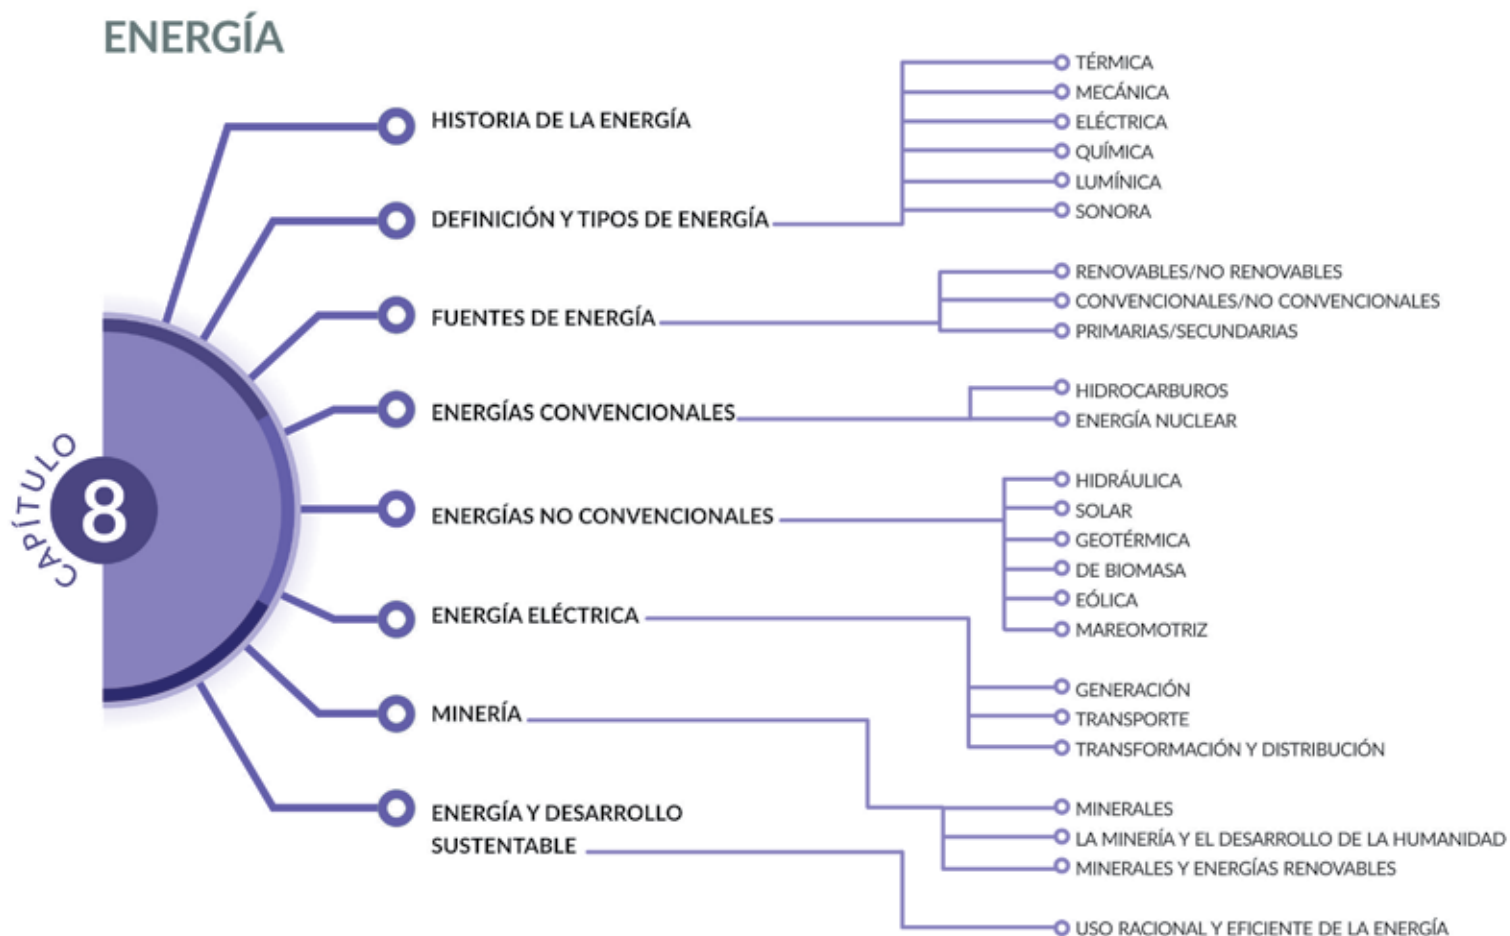 ENERGÍA
CAPÍTULO
8
HISTORIA DE LA ENERGÍA
DEFINICIÓN Y TIPOS DE ENERGÍA
TÉRMICA
MECÁNICA
ELÉCTRICA
QUÍMICA
LUMÍNICA
SONORA
FUENTES DE ENERGÍA
RENOVABLES/NO RENOVABLES
CONVENCIONALES/NO CONVENCIONALES
PRIMARIAS/SECUNDARIAS
ENERGÍAS CONVENCIONALES
HIDROCARBUROS
ENERGÍA NUCLEAR
ENERGÍAS NO CONVENCIONALES
HIDRÁULICA
SOLAR
GEOTÉRMICA
DE BIOMASA
EÓLICA
MAREOMOTRIZ
ENERGÍA ELÉCTRICA
GENERACIÓN
TRANSPORTE
TRANSFORMACIÓN Y DISTRIBUCIÓN
MINERÍA
MINERALES
LA MINERÍA Y EL DESARROLLO DE LA HUMANIDAD
MINERALES Y ENERGÍAS RENOVABLES
ENERGÍA Y DESARROLLO
SUSTENTABLE
USO RACIONAL Y EFICIENTE DE LA ENERGÍA